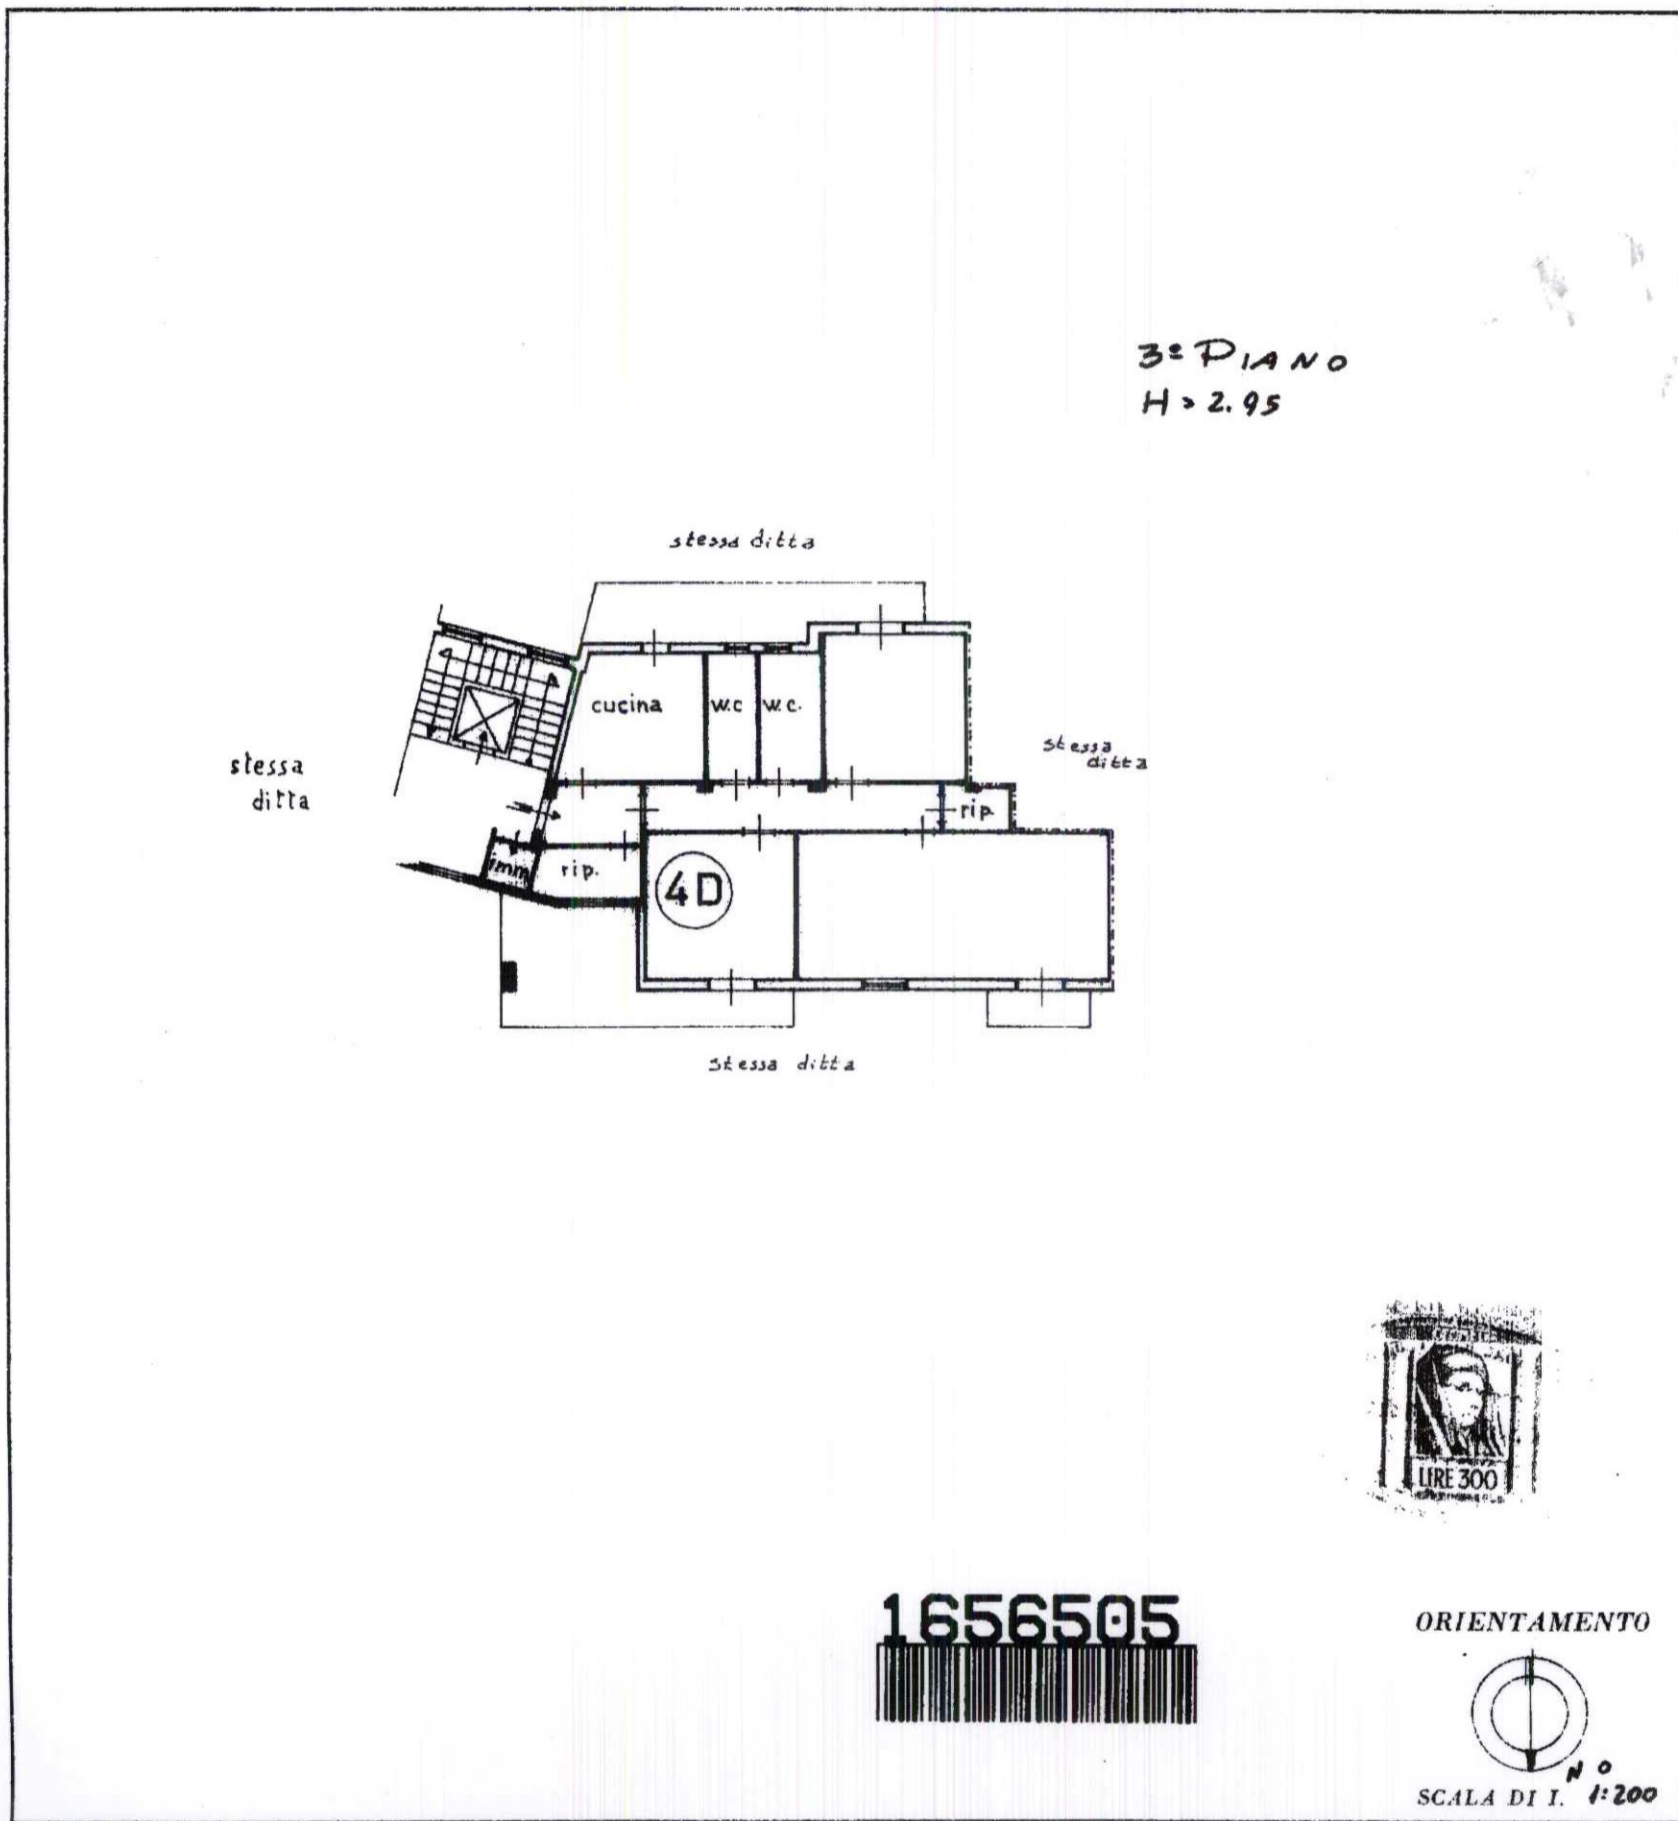 3º PIANO
H > 2.95
stessa ditta
cucina
w.c
w.c.
stessa
ditta
stessa
ditta
rip.
imm
rip.
4D
stessa ditta
LIRE 300
1656505
ORIENTAMENTO
N O
SCALA DI I. 1:200